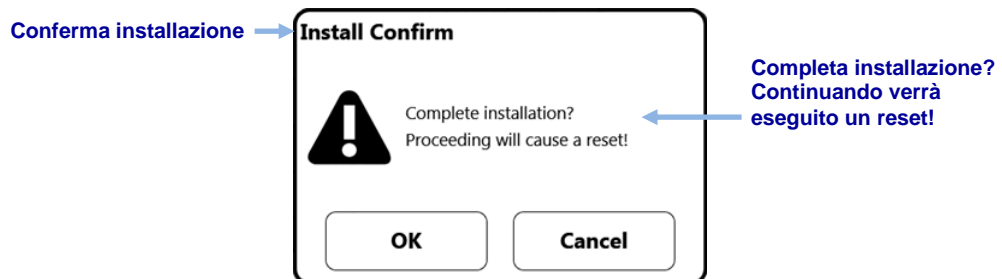 Conferma installazione
Install Confirm
Complete installation?
Proceeding will cause a reset!
Completa installazione?
Continuando verrà
eseguito un reset!
OK
Cancel